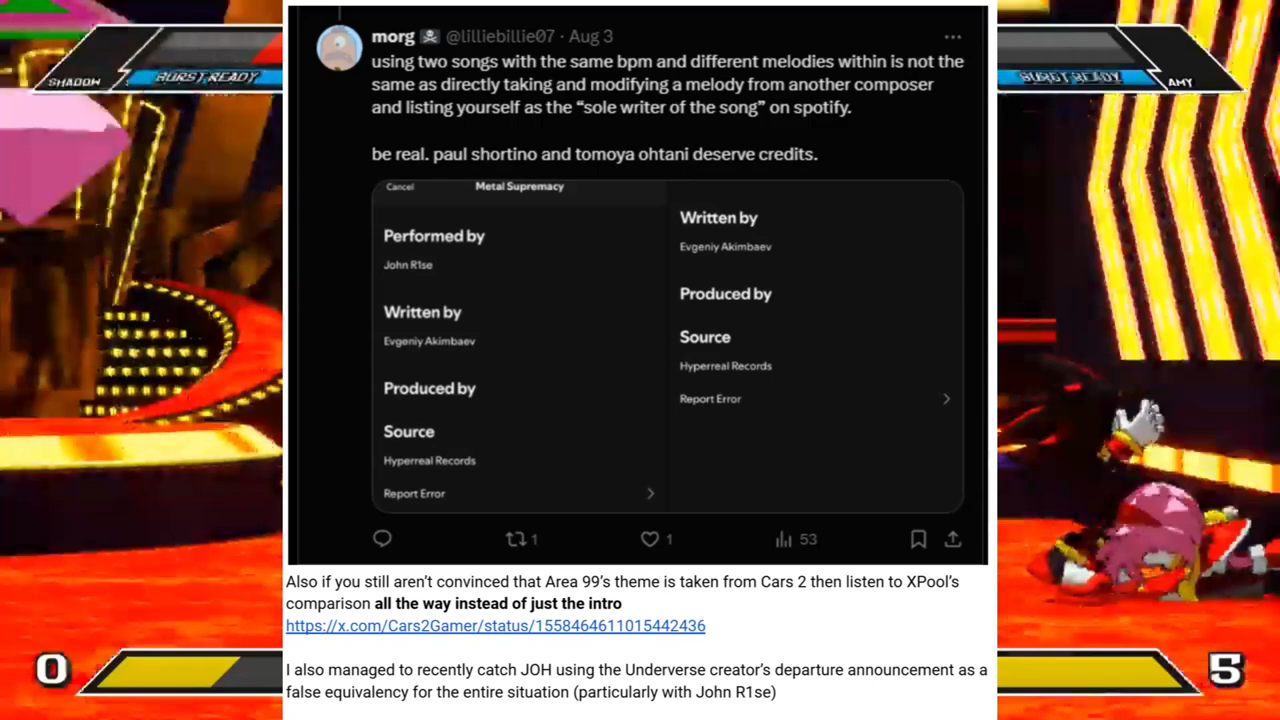 morg ☠ @lilliebillie07 · Aug 3
using two songs with the same bpm and different melodies within is not the
same as directly taking and modifying a melody from another composer
and listing yourself as the “sole writer of the song” on spotify.
be real. paul shortino and tomoya ohtani deserve credits.
Cancel Metal Supremacy
Performed by
John R1se
Written by
Evgeniy Akimbaev
Produced by
Source
Hyperreal Records
Report Error
Written by
Evgeniy Akimbaev
Produced by
Source
Hyperreal Records
Report Error
1 1 53
Also if you still aren’t convinced that Area 99’s theme is taken from Cars 2 then listen to XPool’s
comparison all the way instead of just the intro
https://x.com/Cars2Gamer/status/1558464611015442436
I also managed to recently catch JOH using the Underverse creator’s departure announcement as a
false equivalency for the entire situation (particularly with John R1se)
SHADOW
BURST READY
BURST READY
AMY
0
5